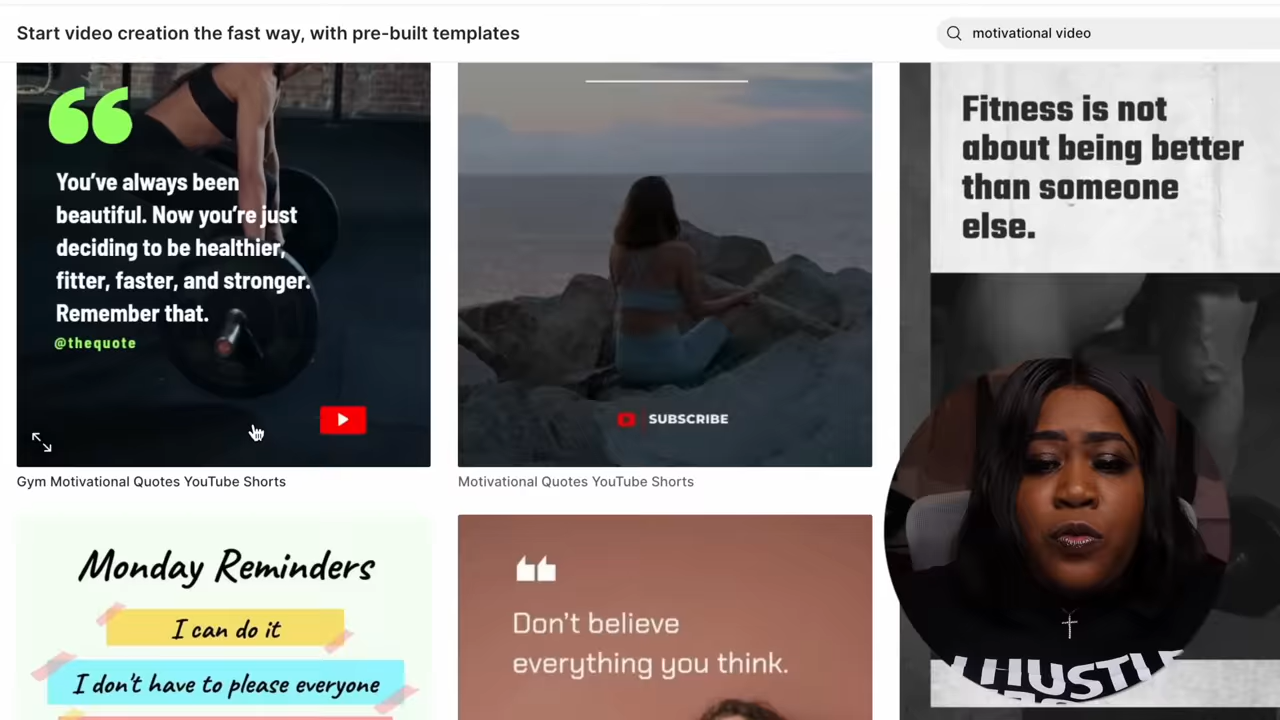 Start video creation the fast way, with pre-built templates
motivational video
You've always been
beautiful. Now you're just
deciding to be healthier,
fitter, faster, and stronger.
Remember that.
@thequote
Gym Motivational Quotes YouTube Shorts
SUBSCRIBE
Motivational Quotes YouTube Shorts
Fitness is not
about being better
than someone
else.
Monday Reminders
I can do it
I don't have to please everyone
Don't believe
everything you think.
HUSTLE